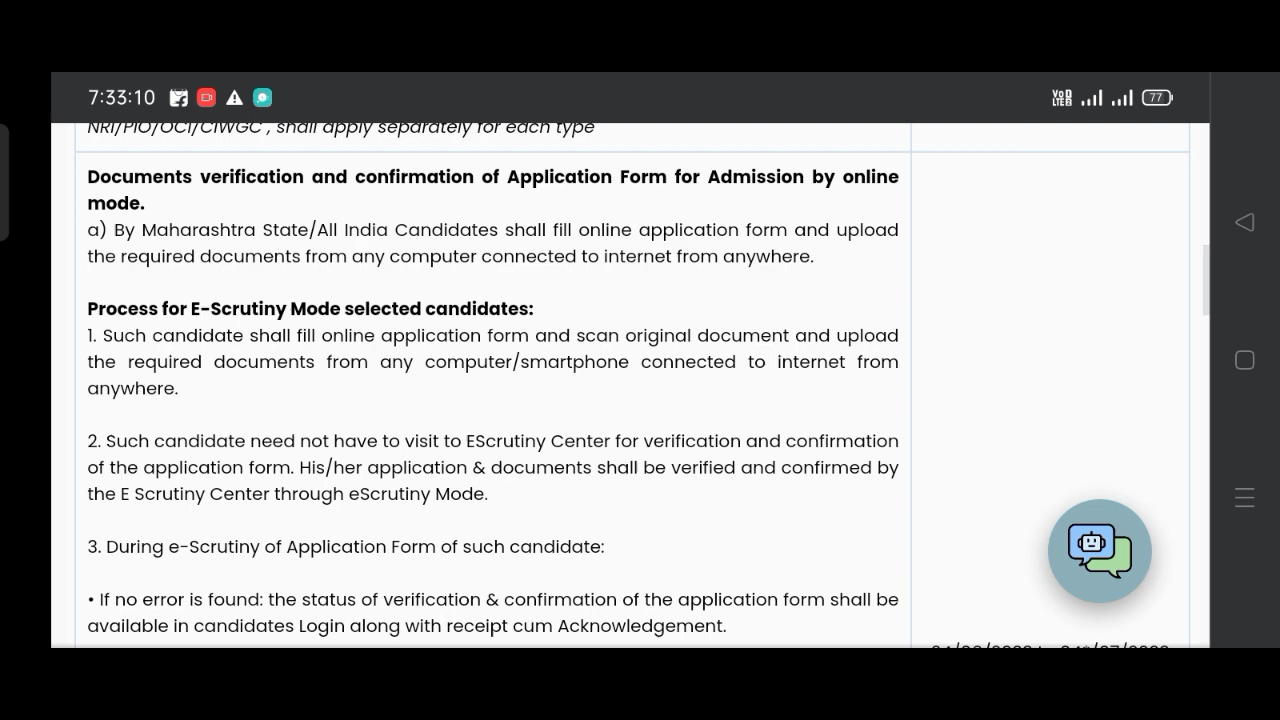 7:33:10
VoD LTEB
77
NRI/PIO/OCI/CIWGC , shall apply separately for each type
Documents verification and confirmation of Application Form for Admission by online
mode.
a) By Maharashtra State/All India Candidates shall fill online application form and upload
the required documents from any computer connected to internet from anywhere.
Process for E-Scrutiny Mode selected candidates:
1. Such candidate shall fill online application form and scan original document and upload
the required documents from any computer/smartphone connected to internet from
anywhere.
2. Such candidate need not have to visit to EScrutiny Center for verification and confirmation
of the application form. His/her application & documents shall be verified and confirmed by
the E Scrutiny Center through eScrutiny Mode.
3. During e-Scrutiny of Application Form of such candidate:
• If no error is found: the status of verification & confirmation of the application form shall be
available in candidates Login along with receipt cum Acknowledgement.